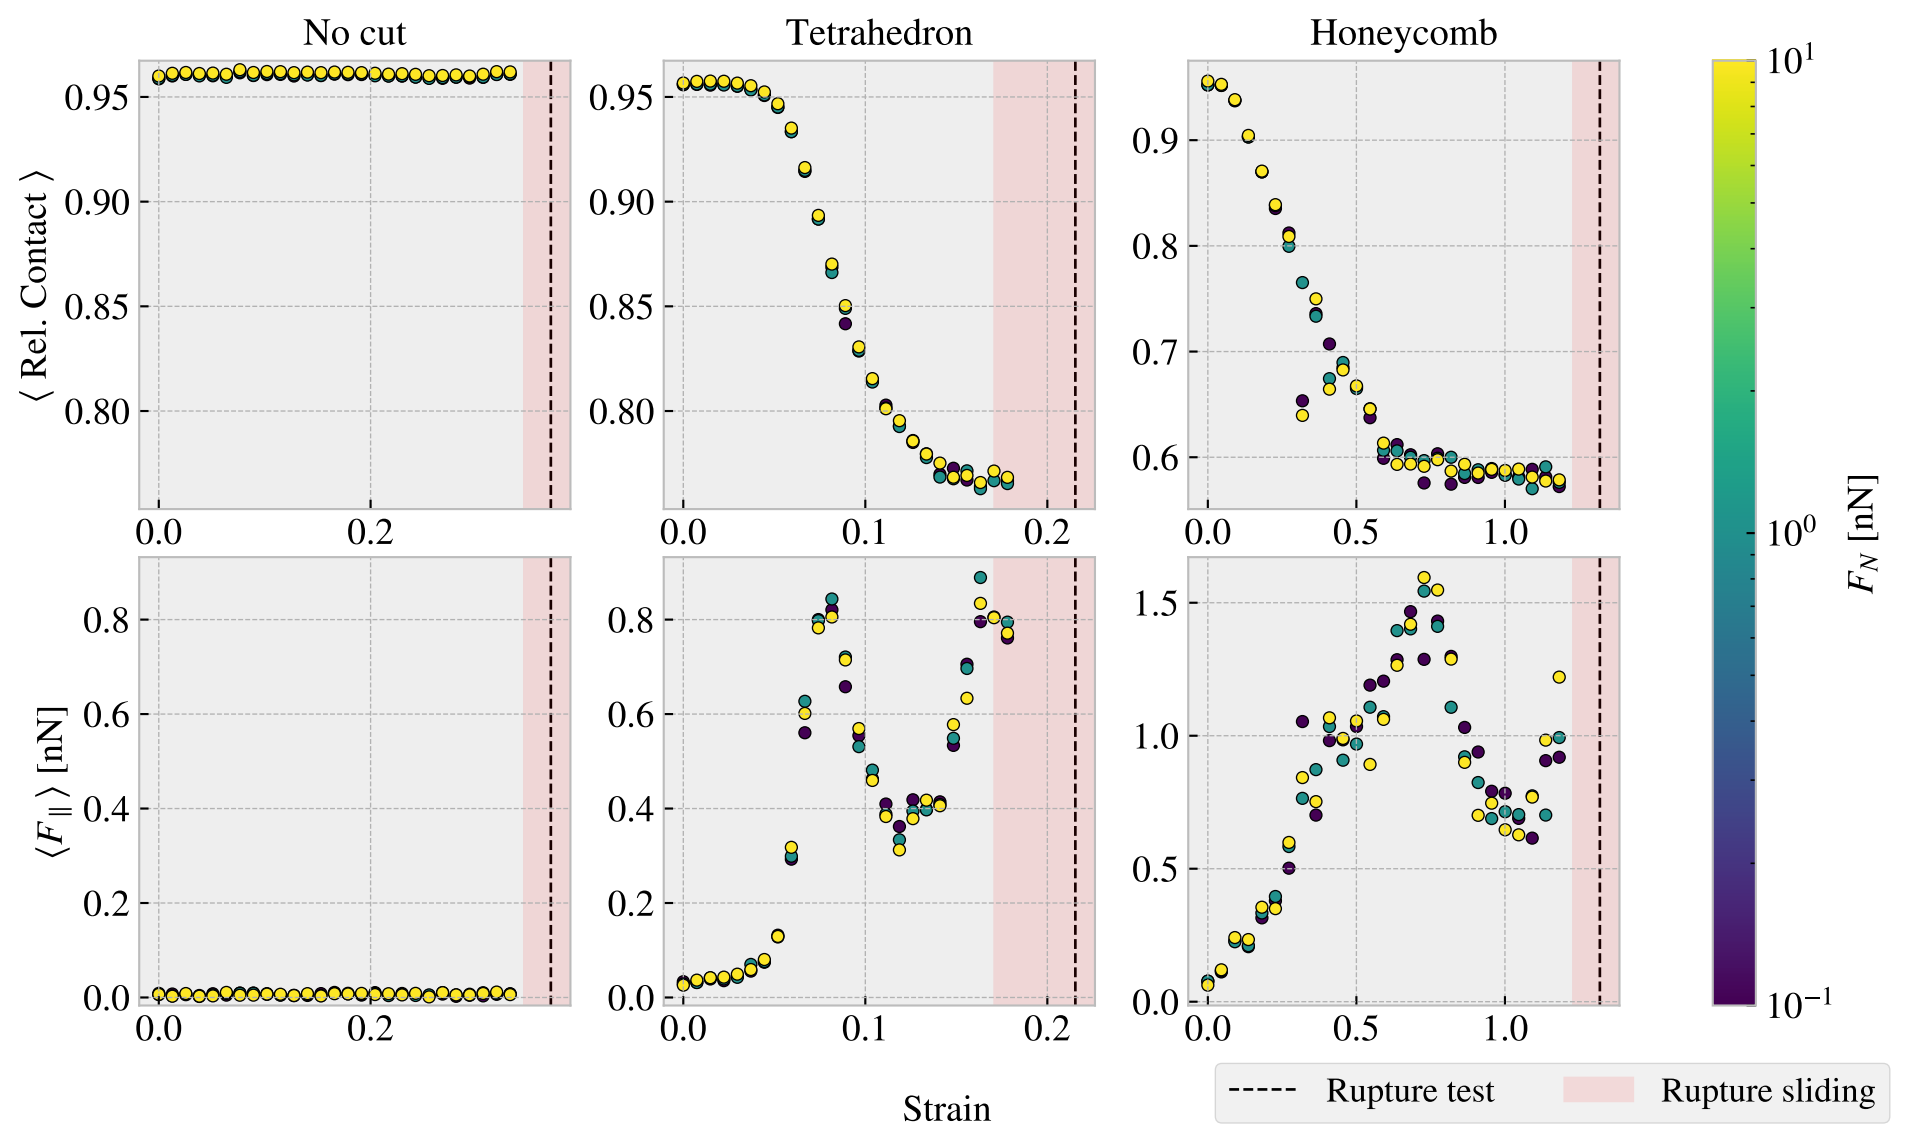 No cut
Tetrahedron
Honeycomb
⟨ Rel. Contact ⟩
0.95
0.90
0.85
0.80
0.0 0.2
0.95
0.90
0.85
0.80
0.0 0.1 0.2
0.9
0.8
0.7
0.6
0.0 0.5 1.0
⟨F∥⟩ [nN]
0.8
0.6
0.4
0.2
0.0
0.0 0.2
0.8
0.6
0.4
0.2
0.0
0.0 0.1 0.2
1.5
1.0
0.5
0.0
0.0 0.5 1.0
10¹
10⁰
10⁻¹
F_N [nN]
Strain
Rupture test
Rupture sliding